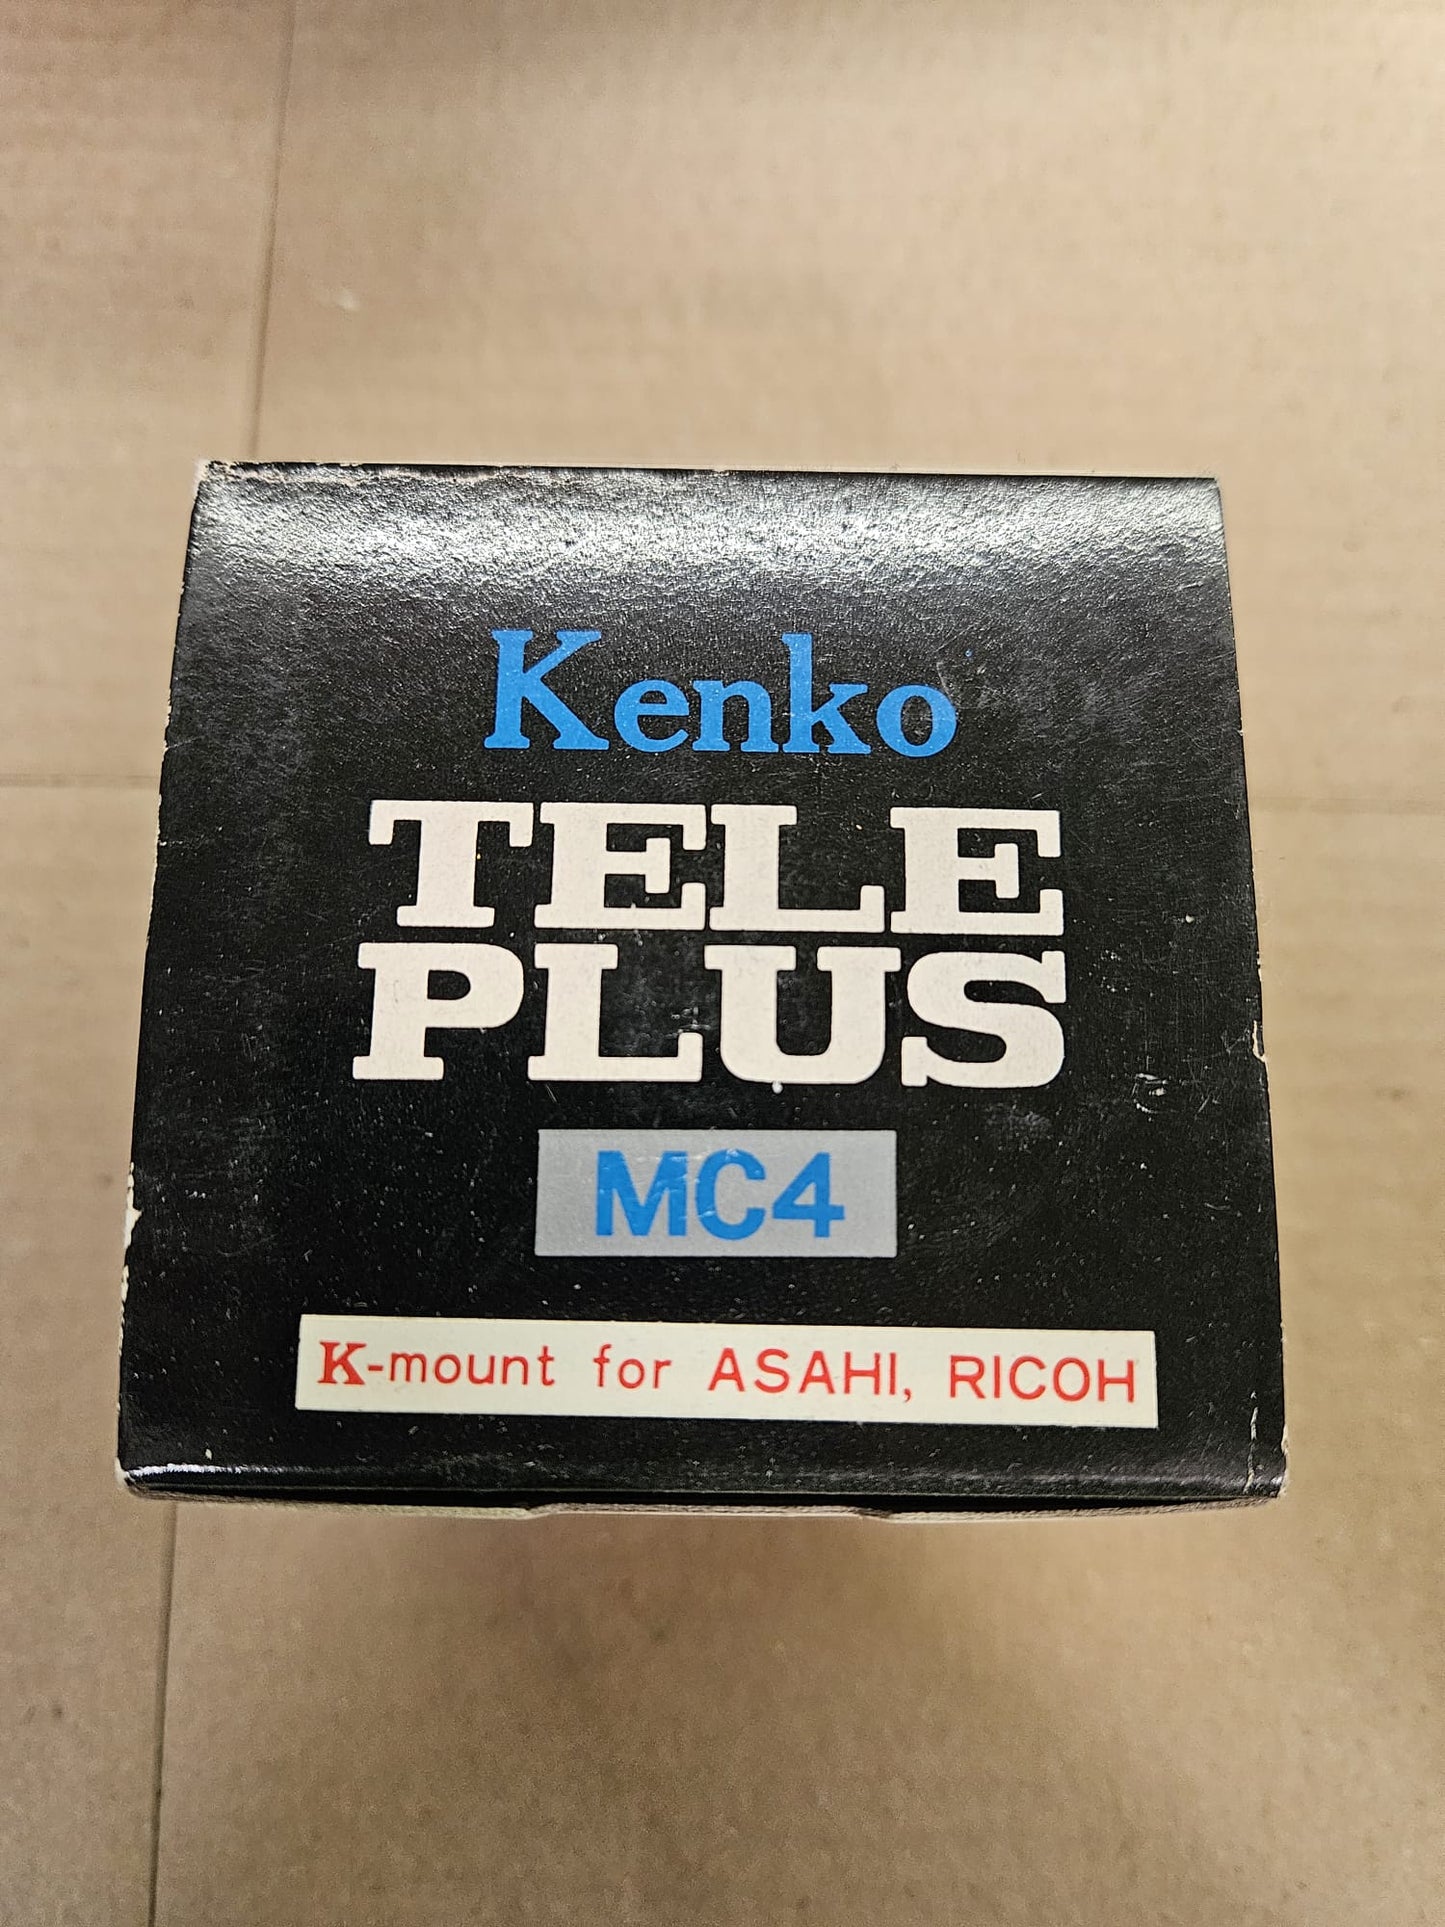 Kenko
TELE
PLUS
MC4
K-mount for ASAHI, RICOH